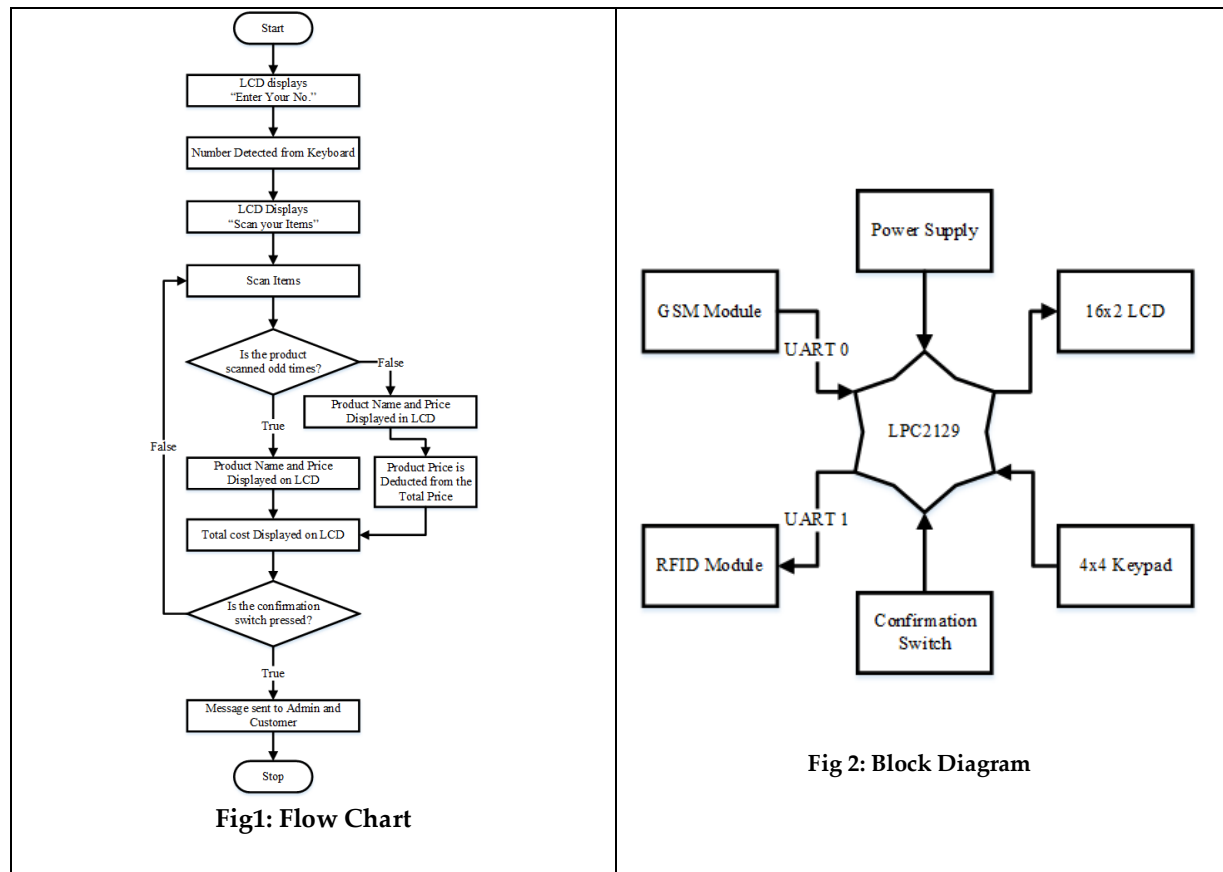 Start
LCD displays
“Enter Your No.”
Number Detected from Keyboard
LCD Displays
“Scan your Items”
Scan Items
Is the product
scanned odd times?
False
Product Name and Price
Displayed in LCD
True
False
Product Name and Price
Displayed on LCD
Product Price is
Deducted from the
Total Price
Total cost Displayed on LCD
Is the confirmation
switch pressed?
True
Message sent to Admin and
Customer
Stop
Fig1: Flow Chart
Power Supply
GSM Module
16x2 LCD
UART 0
LPC2129
UART 1
RFID Module
4x4 Keypad
Confirmation
Switch
Fig 2: Block Diagram